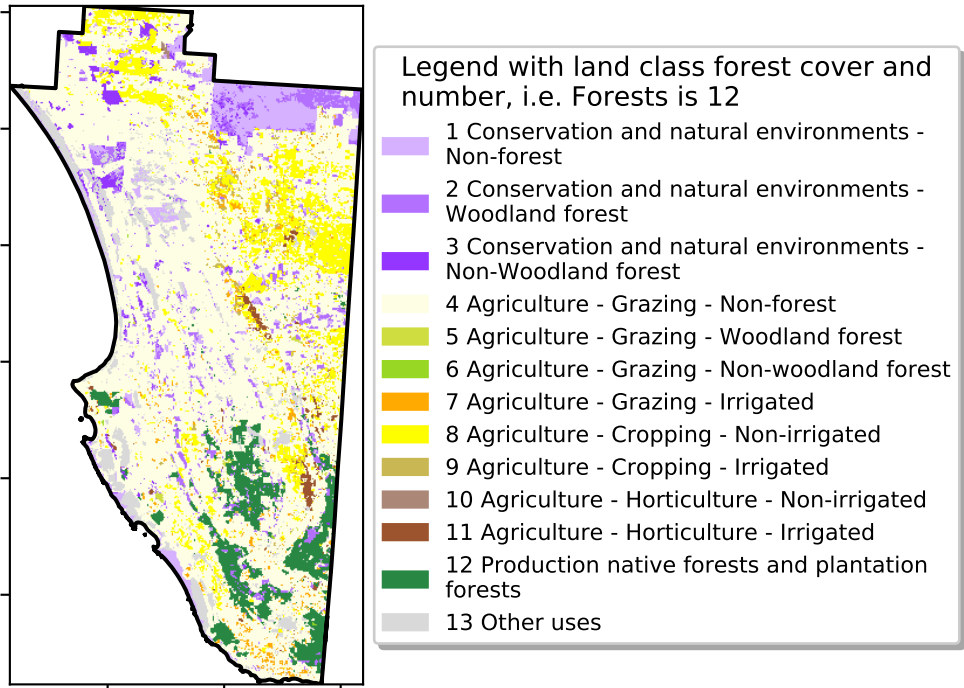 Legend with land class forest cover and
number, i.e. Forests is 12
1 Conservation and natural environments -
Non-forest
2 Conservation and natural environments -
Woodland forest
3 Conservation and natural environments -
Non-Woodland forest
4 Agriculture - Grazing - Non-forest
5 Agriculture - Grazing - Woodland forest
6 Agriculture - Grazing - Non-woodland forest
7 Agriculture - Grazing - Irrigated
8 Agriculture - Cropping - Non-irrigated
9 Agriculture - Cropping - Irrigated
10 Agriculture - Horticulture - Non-irrigated
11 Agriculture - Horticulture - Irrigated
12 Production native forests and plantation
forests
13 Other uses